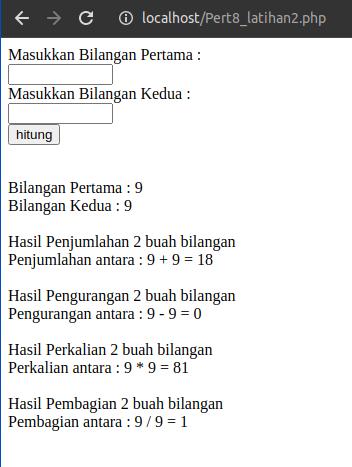 localhost/Pert8_latihan2.php
Masukkan Bilangan Pertama :
Masukkan Bilangan Kedua :
hitung
Bilangan Pertama : 9
Bilangan Kedua : 9
Hasil Penjumlahan 2 buah bilangan
Penjumlahan antara : 9 + 9 = 18
Hasil Pengurangan 2 buah bilangan
Pengurangan antara : 9 - 9 = 0
Hasil Perkalian 2 buah bilangan
Perkalian antara : 9 * 9 = 81
Hasil Pembagian 2 buah bilangan
Pembagian antara : 9 / 9 = 1